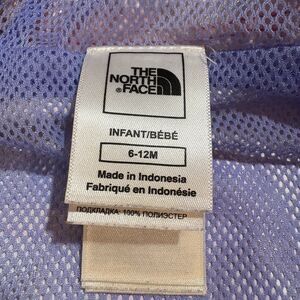 THE
NORTH
FACE
INFANT/BÉBÉ
6-12M
Made in Indonesia
Fabriqué en Indonésie
ПОДКЛАДКА: 100% ПОЛИЭСТЕР